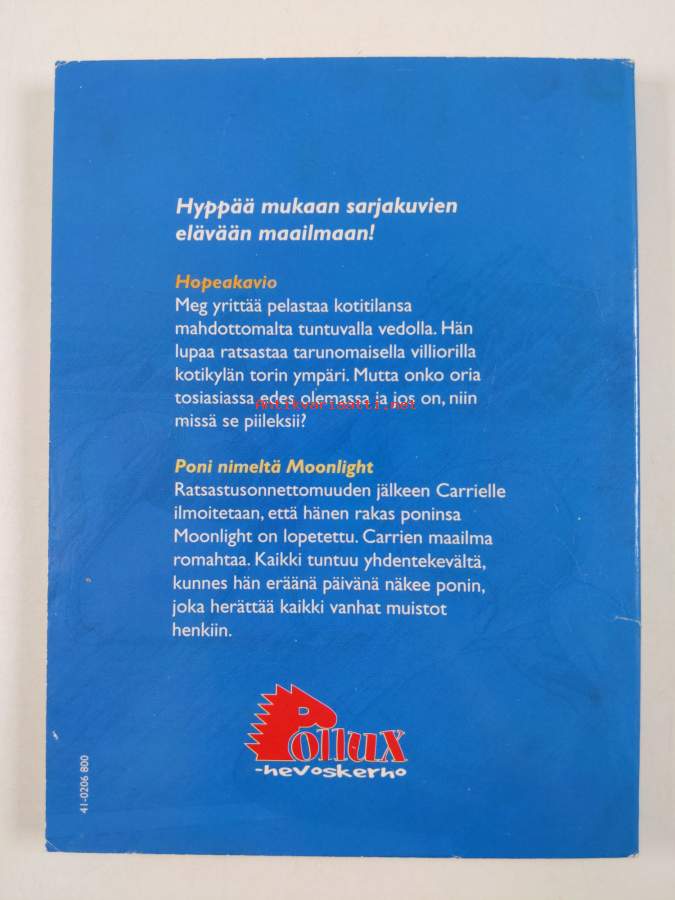 Hyppää mukaan sarjakuvien
elävään maailmaan!
Hopeakavio
Meg yrittää pelastaa kotitilansa
mahdottomalta tuntuvalla vedolla. Hän
lupaa ratsastaa tarunomaisella villiorilla
kotikylän torin ympäri. Mutta onko oria
tosiasiassa edes olemassa ja jos on, niin
Antikvariaatti.net
missä se piileksii?
Poni nimeltä Moonlight
Ratsastusonnettomuuden jälkeen Carrielle
ilmoitetaan, että hänen rakas poninsa
Moonlight on lopetettu. Carrien maailma
romahtaa. Kaikki tuntuu yhdentekevältä,
kunnes hän eräänä päivänä näkee ponin,
joka herättää kaikki vanhat muistot
henkiin.
Pollux
-hevoskerho
41-0206 800